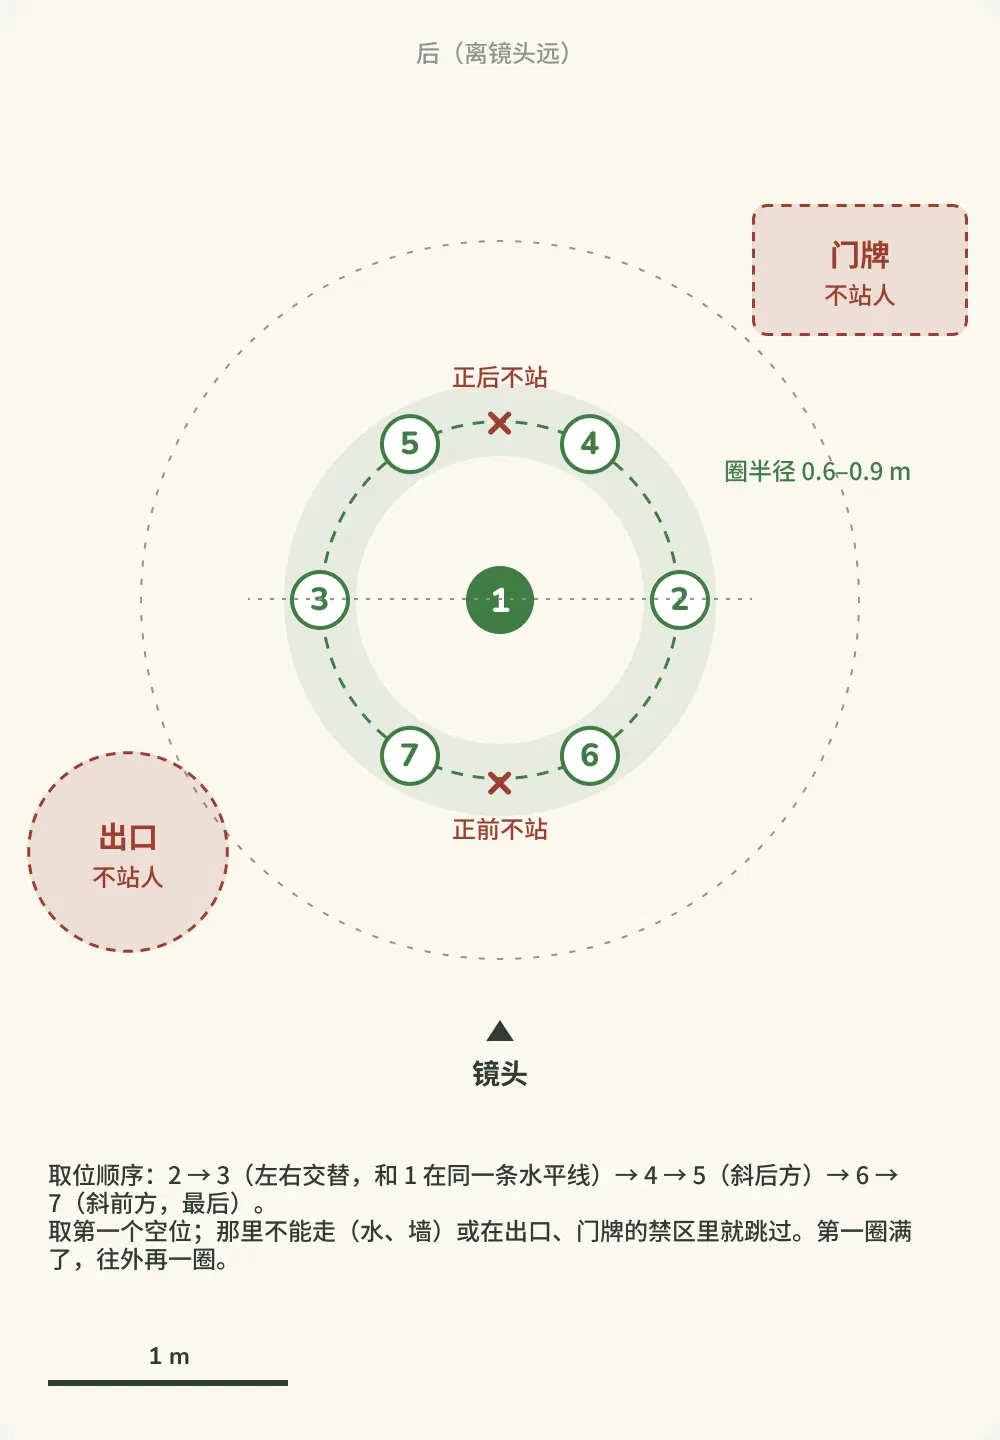 后（离镜头远）
门牌
不站人
正后不站
5
4
圈半径 0.6–0.9 m
3
1
2
7
6
正前不站
出口
不站人
镜头
取位顺序：2 → 3（左右交替，和 1 在同一条水平线）→ 4 → 5（斜后方）→ 6 →
7（斜前方，最后）。
取第一个空位；那里不能走（水、墙）或在出口、门牌的禁区里就跳过。第一圈满
了，往外再一圈。
1 m